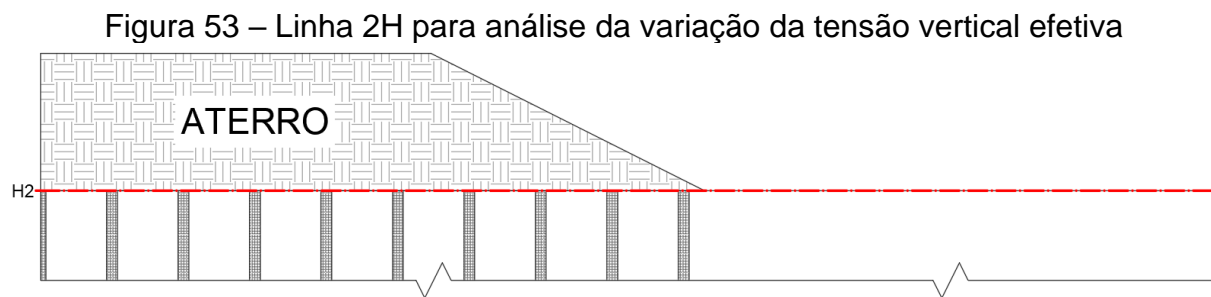 Figura 53 – Linha 2H para análise da variação da tensão vertical efetiva
ATERRO
H2